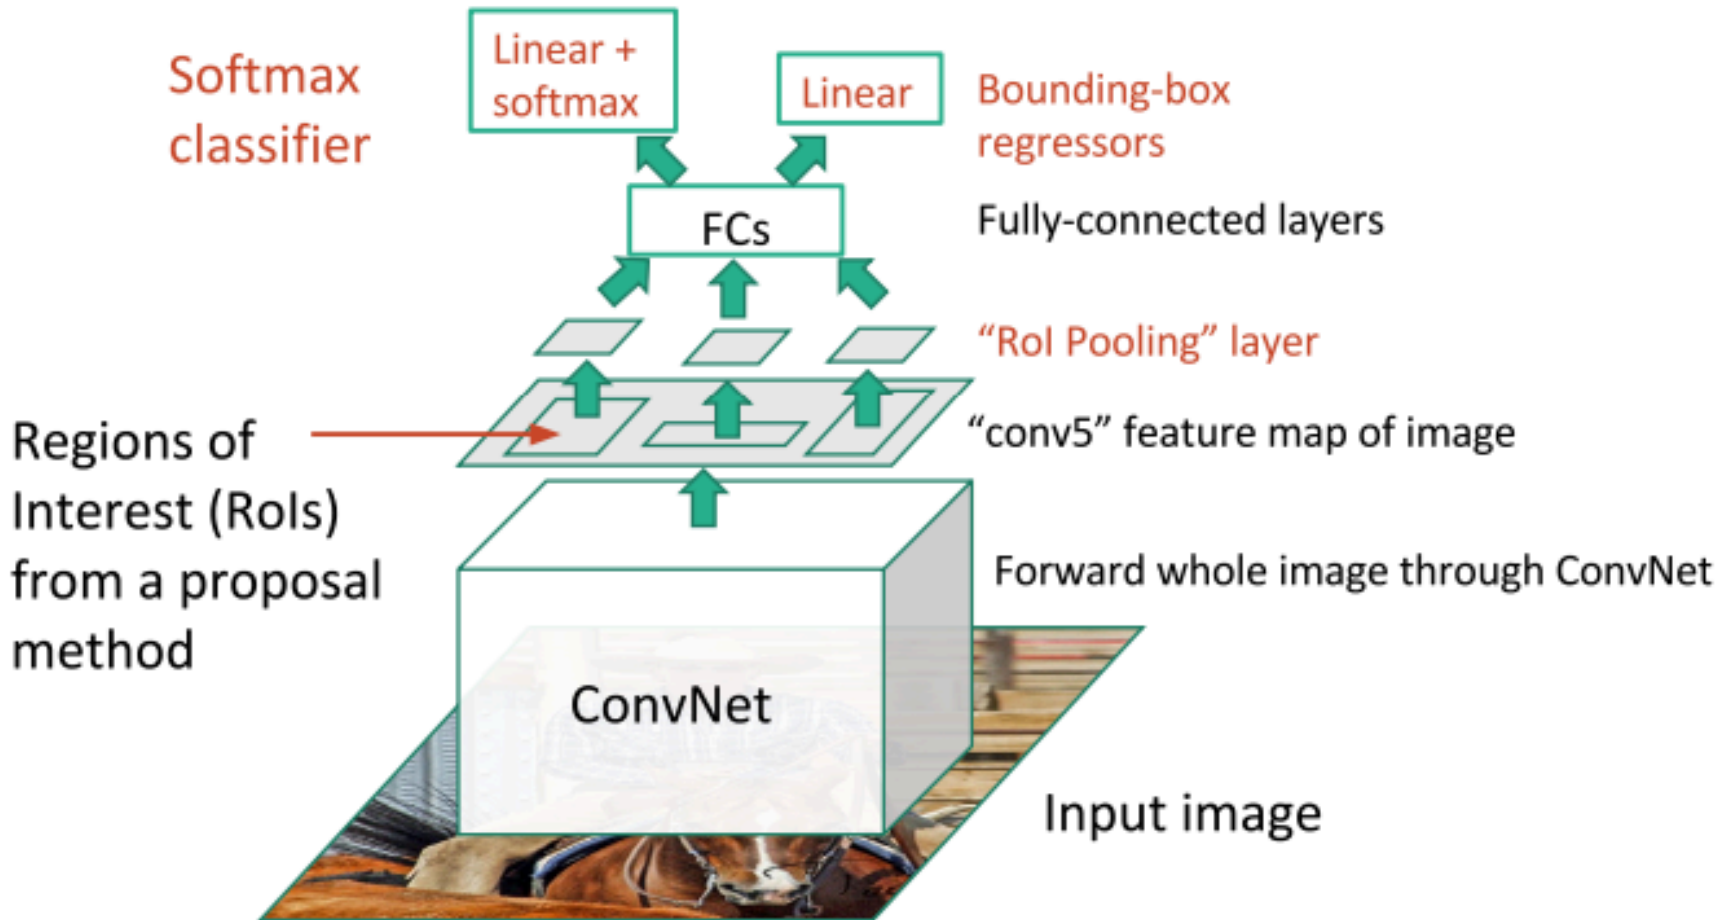 Softmax
classifier
Linear +
softmax
Linear
Bounding-box
regressors
FCs
Fully-connected layers
“RoI Pooling” layer
Regions of
Interest (RoIs)
from a proposal
method
“conv5” feature map of image
Forward whole image through ConvNet
ConvNet
Input image